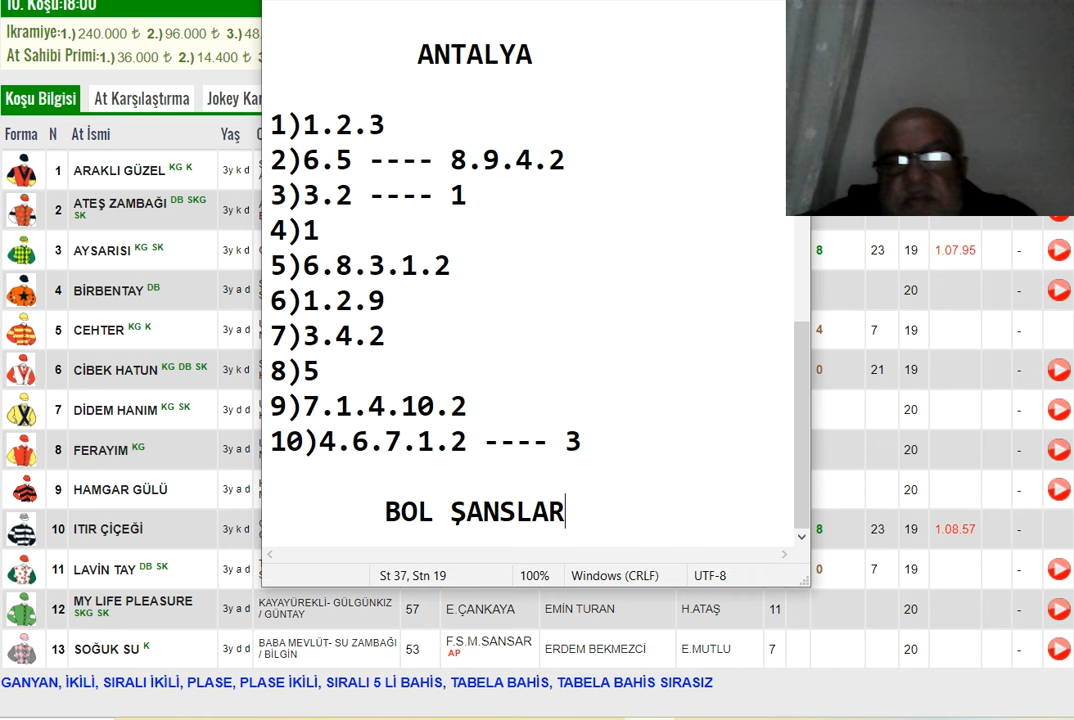 10. Koşu:18:00
İkramiye:1.) 240.000 ₺ 2.) 96.000 ₺ 3.) 48.
At Sahibi Primi:1.) 36.000 ₺ 2.) 14.400 ₺
Koşu Bilgisi At Karşılaştırma Jokey
Forma N At İsmi Yaş
1 ARAKLI GÜZEL KG K 3y k d
2 ATEŞ ZAMBAĞI DB SKG SK 3y k d
3 AYSARISI KG SK 3y k d 8 23 19 1.07.95 -
4 BİRBENTAY DB 3y a d 20 -
5 CEHTER KG K 3y a d 4 7 19 -
6 CİBEK HATUN KG DB SK 3y k d 0 21 19 -
7 DİDEM HANIM KG SK 3y d d 20 -
8 FERAYIM KG 3y a d 20 -
9 HAMGAR GÜLÜ 3y a d 20 -
10 ITIR ÇİÇEĞİ 3y k d 8 23 19 1.08.57 -
11 LAVİN TAY DB SK 3y a d 0 7 19 -
12 MY LIFE PLEASURE SKG SK 3y a d KAYAYÜREKLİ- GÜLGÜNKIZ / GÜNTAY 57 E.ÇANKAYA EMİN TURAN H.ATAŞ 11 20 -
13 SOĞUK SU K 3y d d BABA MEVLÜT- SU ZAMBAĞI / BİLGİN 53 F.S.M.SANSAR AP ERDEM BEKMEZCİ E.MUTLU 7 20 -
GANYAN, İKİLİ, SIRALI İKİLİ, PLASE, PLASE İKİLİ, SIRALI 5 Lİ BAHİS, TABELA BAHİS, TABELA BAHİS SIRASIZ
ANTALYA
1)1.2.3
2)6.5 ---- 8.9.4.2
3)3.2 ---- 1
4)1
5)6.8.3.1.2
6)1.2.9
7)3.4.2
8)5
9)7.1.4.10.2
10)4.6.7.1.2 ---- 3
BOL ŞANSLAR
St 37, Stn 19 100% Windows (CRLF) UTF-8